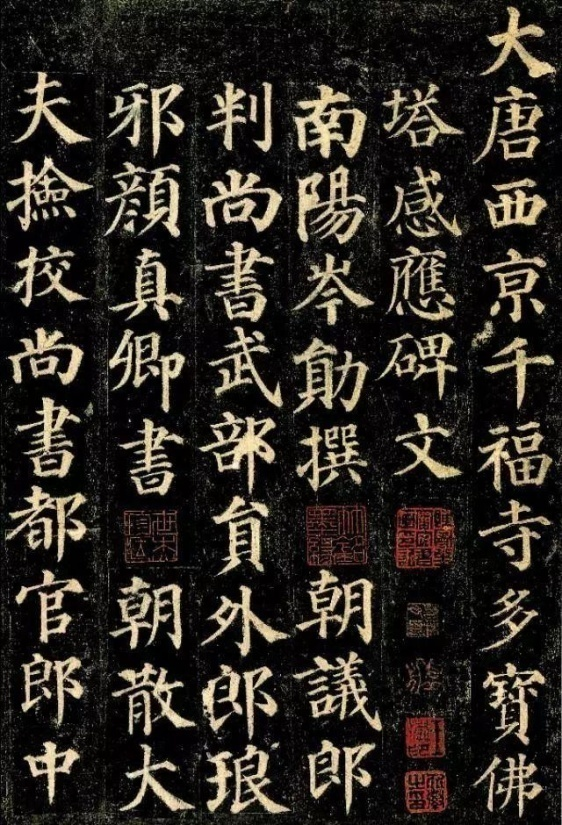 大唐西京千福寺多寶佛
塔感應碑文
南陽岑勛撰 朝議郎
判尚書武部員外郎琅
邪顏真卿書 朝散大
夫撿挍尚書都官郎中